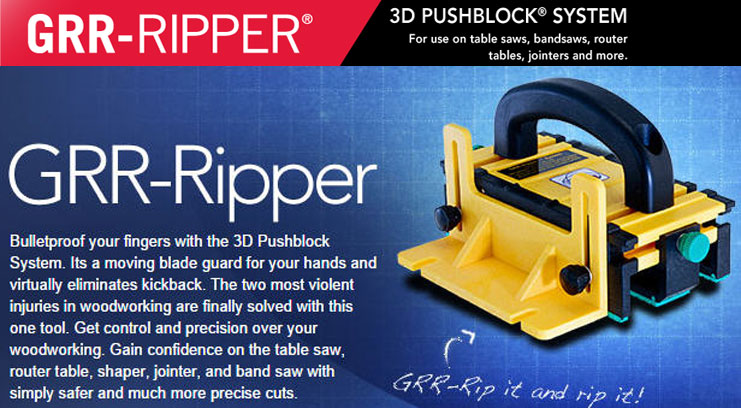 GRR-RIPPER®
3D PUSHBLOCK® SYSTEM
For use on table saws, bandsaws, router
tables, jointers and more.
GRR-Ripper
Bulletproof your fingers with the 3D Pushblock
System. Its a moving blade guard for your hands and
virtually eliminates kickback. The two most violent
injuries in woodworking are finally solved with this
one tool. Get control and precision over your
woodworking. Gain confidence on the table saw,
router table, shaper, jointer, and band saw with
simply safer and much more precise cuts.
GRR-Rip it and rip it!